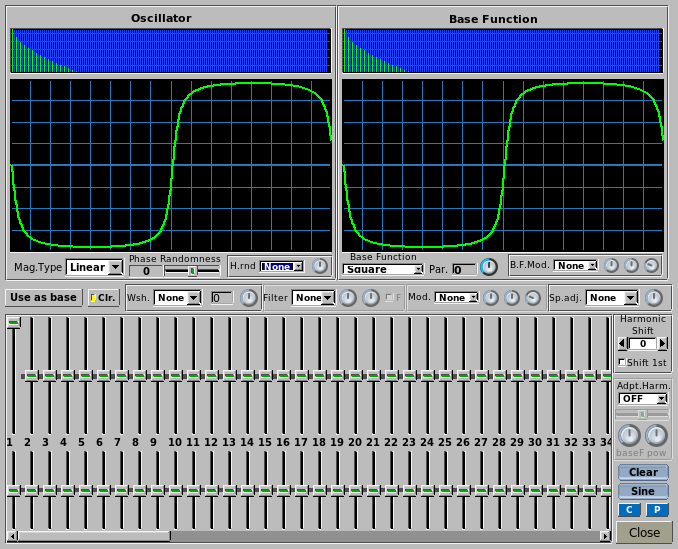 Oscillator
Base Function
Mag.Type Linear
Phase Randomness
0
H.rnd None
Base Function
Square
Par. 0
B.F.Mod. None
Use as base
Clr.
Wsh. None 0
Filter None
F
Mod. None
Sp.adj. None
Harmonic
Shift
0
Shift 1st
Adpt.Harm.
OFF
baseF pow
1 2 3 4 5 6 7 8 9 10 11 12 13 14 15 16 17 18 19 20 21 22 23 24 25 26 27 28 29 30 31 32 33 34
Clear
Sine
C P
Close